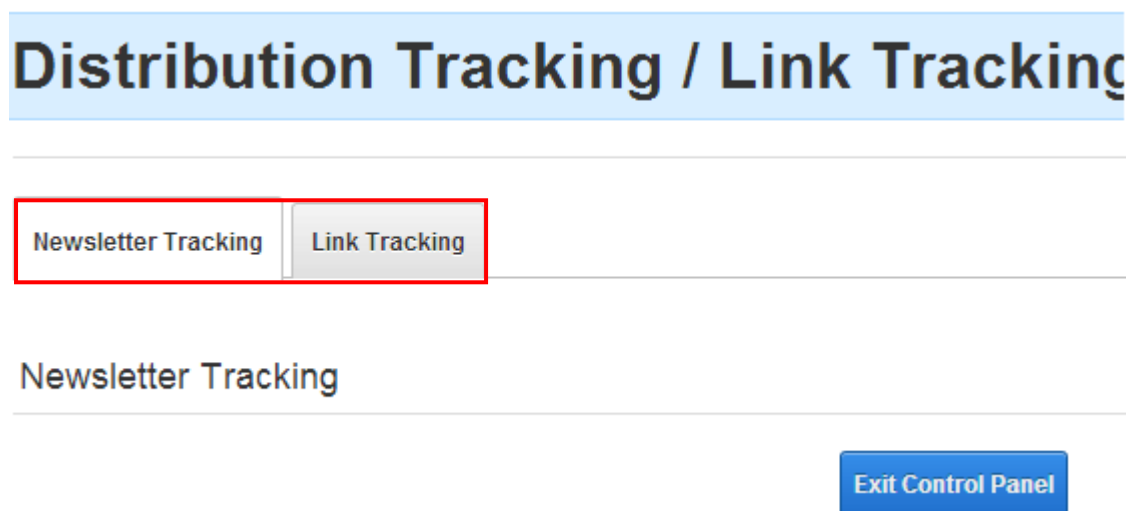 Distribution Tracking / Link Tracking
Newsletter Tracking
Link Tracking
Newsletter Tracking
Exit Control Panel